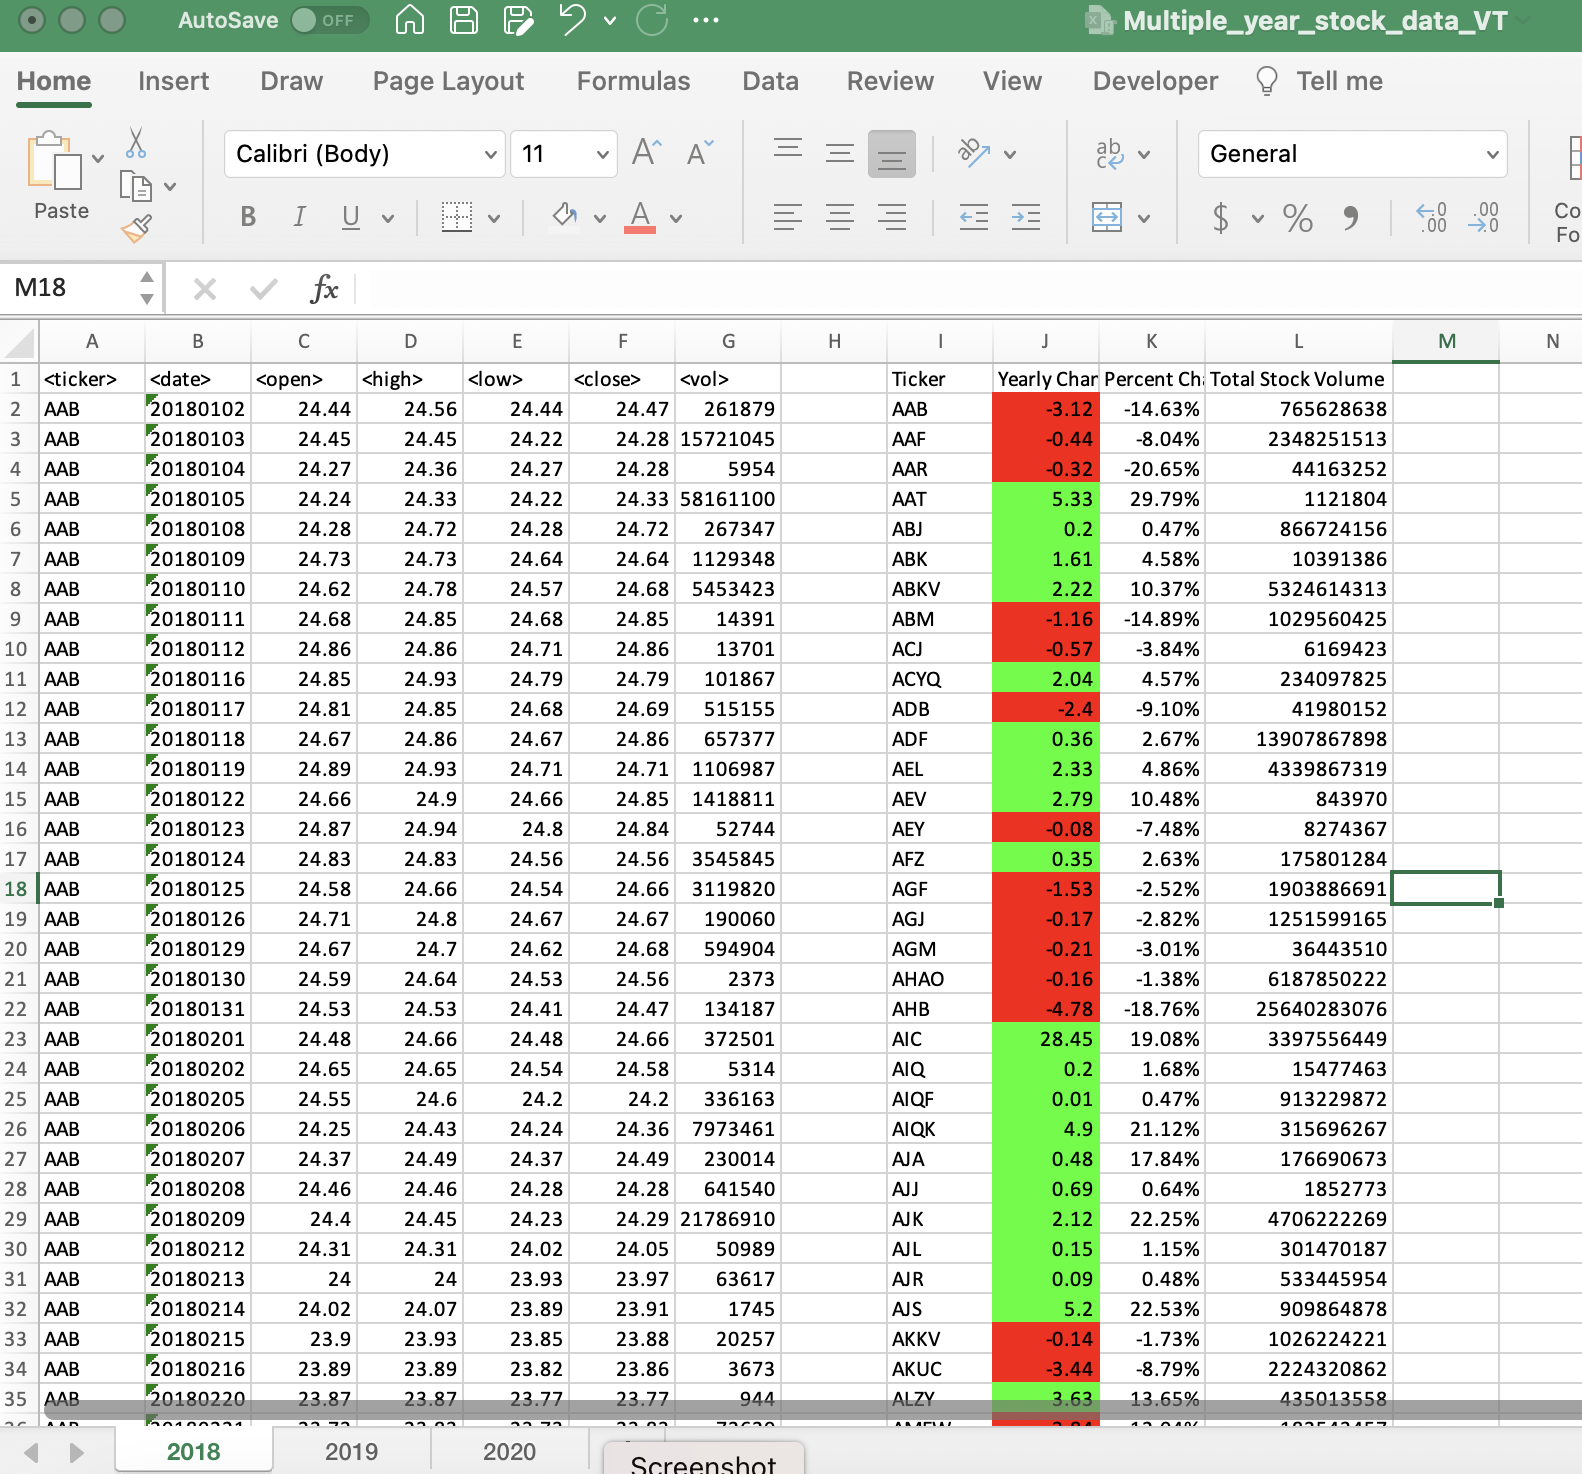 AutoSave OFF Multiple_year_stock_data_VT
Home Insert Draw Page Layout Formulas Data Review View Developer Tell me
Paste Calibri (Body) 11 A A ab ab c General
B I U A $ % .0 .00 .00 .0 Co Fo
M18 fx
A B C D E F G H I J K L M N
1 <ticker> <date> <open> <high> <low> <close> <vol> Ticker Yearly Chan Percent Cha Total Stock Volume
2 AAB 20180102 24.44 24.56 24.44 24.47 261879 AAB -3.12 -14.63% 765628638
3 AAB 20180103 24.45 24.45 24.22 24.28 15721045 AAF -0.44 -8.04% 2348251513
4 AAB 20180104 24.27 24.36 24.27 24.28 5954 AAR -0.32 -20.65% 44163252
5 AAB 20180105 24.24 24.33 24.22 24.33 58161100 AAT 5.33 29.79% 1121804
6 AAB 20180108 24.28 24.72 24.28 24.72 267347 ABJ 0.2 0.47% 866724156
7 AAB 20180109 24.73 24.73 24.64 24.64 1129348 ABK 1.61 4.58% 10391386
8 AAB 20180110 24.62 24.78 24.57 24.68 5453423 ABKV 2.22 10.37% 5324614313
9 AAB 20180111 24.68 24.85 24.68 24.85 14391 ABM -1.16 -14.89% 1029560425
10 AAB 20180112 24.86 24.86 24.71 24.86 13701 ACJ -0.57 -3.84% 6169423
11 AAB 20180116 24.85 24.93 24.79 24.79 101867 ACYQ 2.04 4.57% 234097825
12 AAB 20180117 24.81 24.85 24.68 24.69 515155 ADB -2.4 -9.10% 41980152
13 AAB 20180118 24.67 24.86 24.67 24.86 657377 ADF 0.36 2.67% 13907867898
14 AAB 20180119 24.89 24.93 24.71 24.71 1106987 AEL 2.33 4.86% 4339867319
15 AAB 20180122 24.66 24.9 24.66 24.85 1418811 AEV 2.79 10.48% 843970
16 AAB 20180123 24.87 24.94 24.8 24.84 52744 AEY -0.08 -7.48% 8274367
17 AAB 20180124 24.83 24.83 24.56 24.56 3545845 AFZ 0.35 2.63% 175801284
18 AAB 20180125 24.58 24.66 24.54 24.66 3119820 AGF -1.53 -2.52% 1903886691
19 AAB 20180126 24.71 24.8 24.67 24.67 190060 AGJ -0.17 -2.82% 1251599165
20 AAB 20180129 24.67 24.7 24.62 24.68 594904 AGM -0.21 -3.01% 36443510
21 AAB 20180130 24.59 24.64 24.53 24.56 2373 AHAO -0.16 -1.38% 6187850222
22 AAB 20180131 24.53 24.53 24.41 24.47 134187 AHB -4.78 -18.76% 25640283076
23 AAB 20180201 24.48 24.66 24.48 24.66 372501 AIC 28.45 19.08% 3397556449
24 AAB 20180202 24.65 24.65 24.54 24.58 5314 AIQ 0.2 1.68% 15477463
25 AAB 20180205 24.55 24.6 24.2 24.2 336163 AIQF 0.01 0.47% 913229872
26 AAB 20180206 24.25 24.43 24.24 24.36 7973461 AIQK 4.9 21.12% 315696267
27 AAB 20180207 24.37 24.49 24.37 24.49 230014 AJA 0.48 17.84% 176690673
28 AAB 20180208 24.46 24.46 24.28 24.28 641540 AJJ 0.69 0.64% 1852773
29 AAB 20180209 24.4 24.45 24.23 24.29 21786910 AJK 2.12 22.25% 4706222269
30 AAB 20180212 24.31 24.31 24.02 24.05 50989 AJL 0.15 1.15% 301470187
31 AAB 20180213 24 24 23.93 23.97 63617 AJR 0.09 0.48% 533445954
32 AAB 20180214 24.02 24.07 23.89 23.91 1745 AJS 5.2 22.53% 909864878
33 AAB 20180215 23.9 23.93 23.85 23.88 20257 AKKV -0.14 -1.73% 1026224221
34 AAB 20180216 23.89 23.89 23.82 23.86 3673 AKUC -3.44 -8.79% 2224320862
35 AAB 20180220 23.87 23.87 23.77 23.77 944 ALZY 3.63 13.65% 435013558
2018 2019 2020
Screenshot